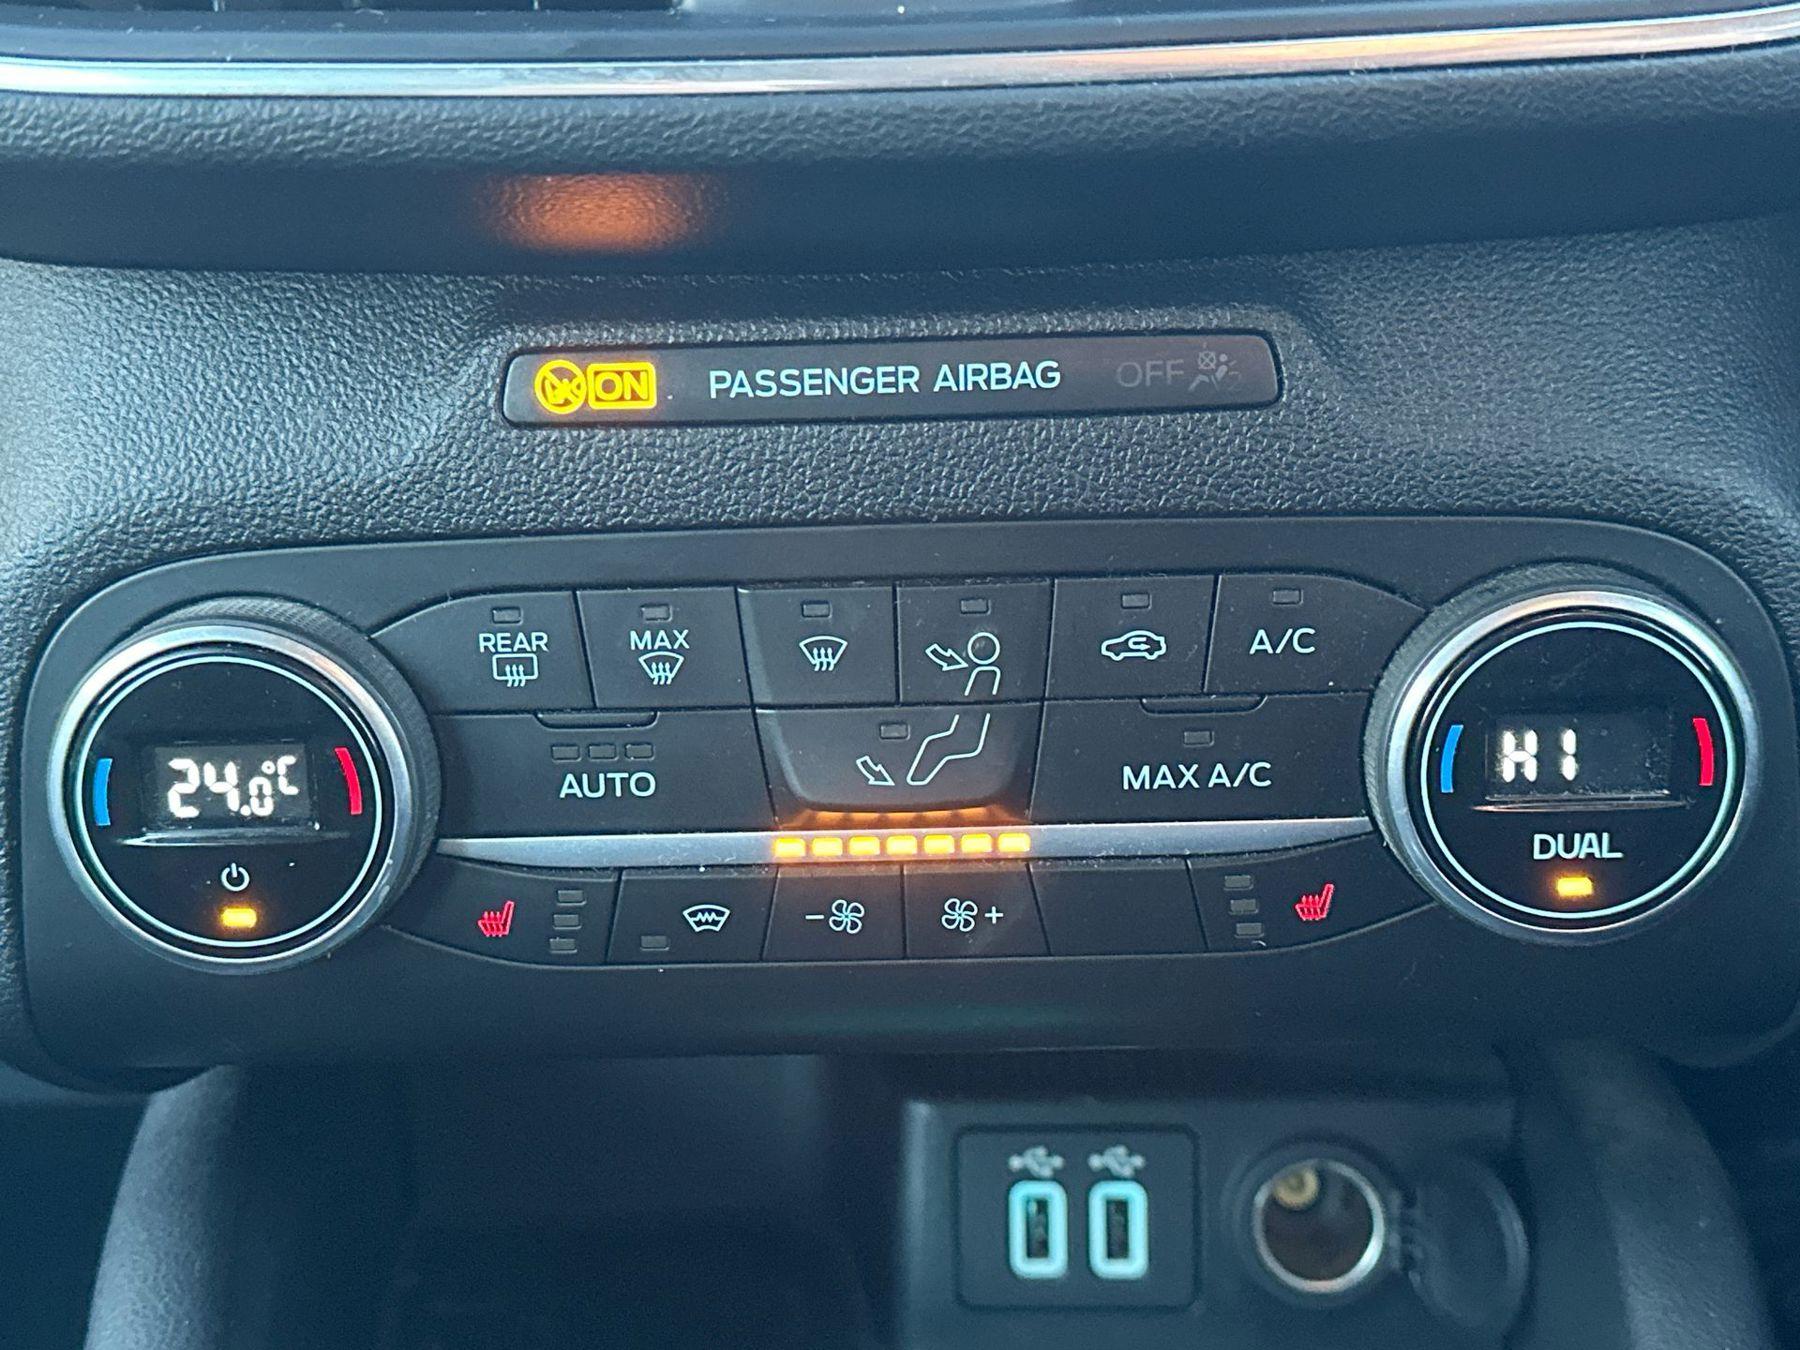 ON PASSENGER AIRBAG OFF
REAR
MAX
A/C
AUTO
MAX A/C
24.0°C
HI
DUAL
- +